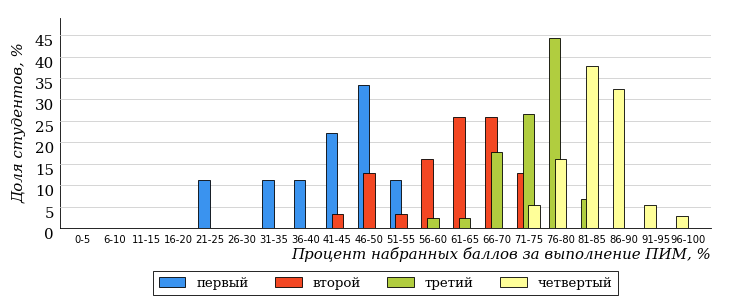 Доля студентов, %
45
40
35
30
25
20
15
10
5
0
0-5 6-10 11-15 16-20 21-25 26-30 31-35 36-40 41-45 46-50 51-55 56-60 61-65 66-70 71-75 76-80 81-85 86-90 91-95 96-100
Процент набранных баллов за выполнение ПИМ, %
первый второй третий четвертый